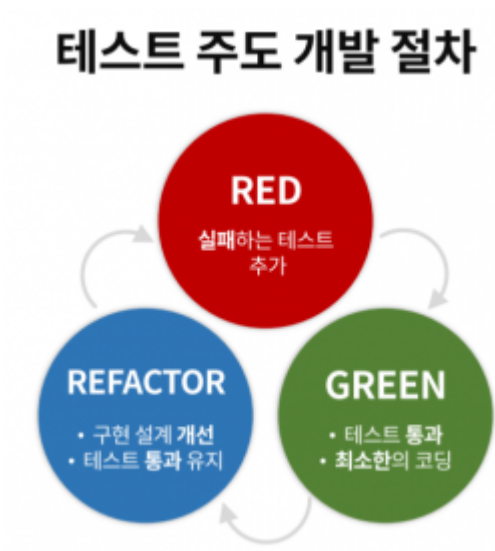 테스트 주도 개발 절차
RED
실패하는 테스트
추가
REFACTOR
• 구현 설계 개선
• 테스트 통과 유지
GREEN
• 테스트 통과
• 최소한의 코딩